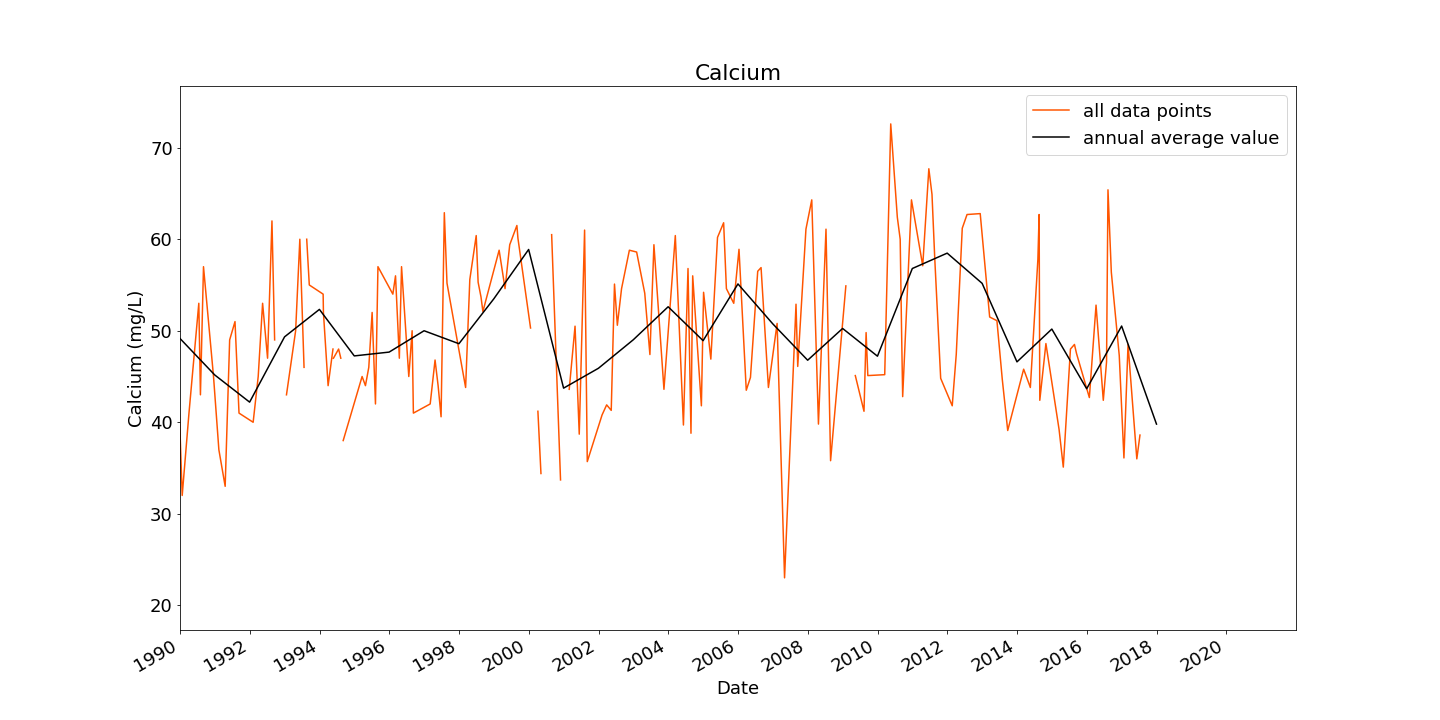 Calcium
all data points
annual average value
Calcium (mg/L)
70
60
50
40
30
20
1990 1992 1994 1996 1998 2000 2002 2004 2006 2008 2010 2012 2014 2016 2018 2020
Date